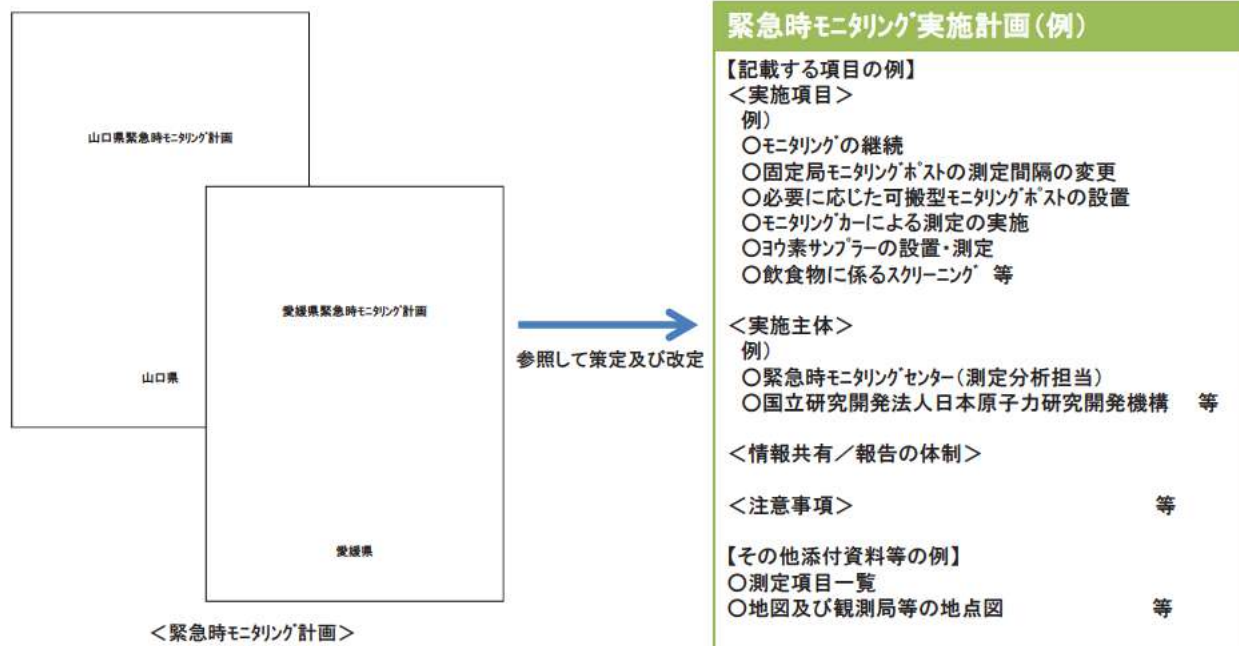 山口県緊急時ﾓﾆﾀﾘﾝｸﾞ計画
山口県
愛媛県緊急時ﾓﾆﾀﾘﾝｸﾞ計画
愛媛県
＜緊急時ﾓﾆﾀﾘﾝｸﾞ計画＞
参照して策定及び改定
緊急時ﾓﾆﾀﾘﾝｸﾞ実施計画（例）
【記載する項目の例】
＜実施項目＞
例）
○ﾓﾆﾀﾘﾝｸﾞの継続
○固定局ﾓﾆﾀﾘﾝｸﾞﾎﾟｽﾄの測定間隔の変更
○必要に応じた可搬型ﾓﾆﾀﾘﾝｸﾞﾎﾟｽﾄの設置
○ﾓﾆﾀﾘﾝｸﾞｶｰによる測定の実施
○ﾖｳ素ｻﾝﾌﾟﾗｰの設置・測定
○飲食物に係るｽｸﾘｰﾆﾝｸﾞ 等
＜実施主体＞
例）
○緊急時ﾓﾆﾀﾘﾝｸﾞｾﾝﾀｰ（測定分析担当）
○国立研究開発法人日本原子力研究開発機構 等
＜情報共有／報告の体制＞
＜注意事項＞ 等
【その他添付資料等の例】
○測定項目一覧
○地図及び観測局等の地点図 等